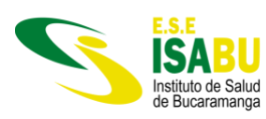 E.S.E
ISABU
Instituto de Salud
de Bucaramanga